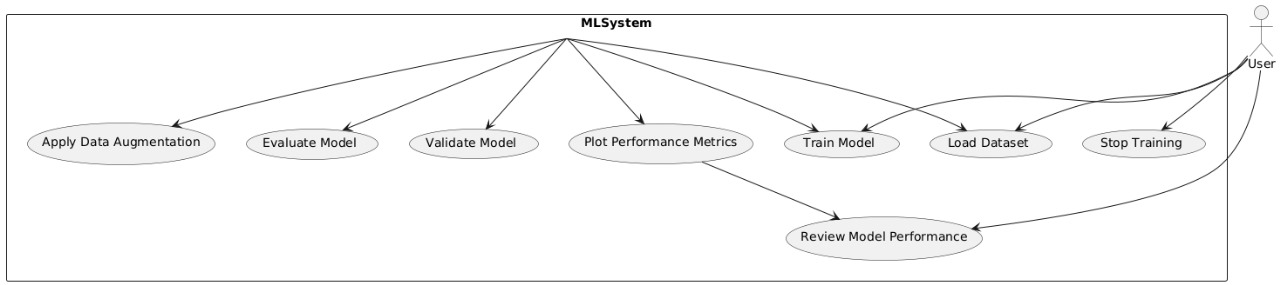 MLSystem
User
Apply Data Augmentation
Evaluate Model
Validate Model
Plot Performance Metrics
Train Model
Load Dataset
Stop Training
Review Model Performance